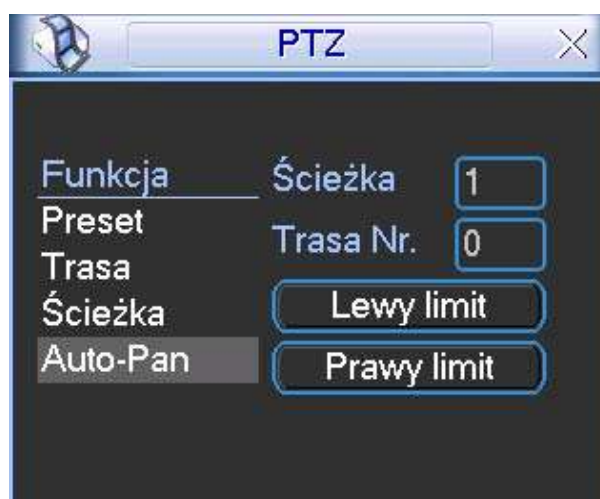 PTZ
Funkcja
Preset
Trasa
Ścieżka
Auto-Pan
Ścieżka 1
Trasa Nr. 0
Lewy limit
Prawy limit